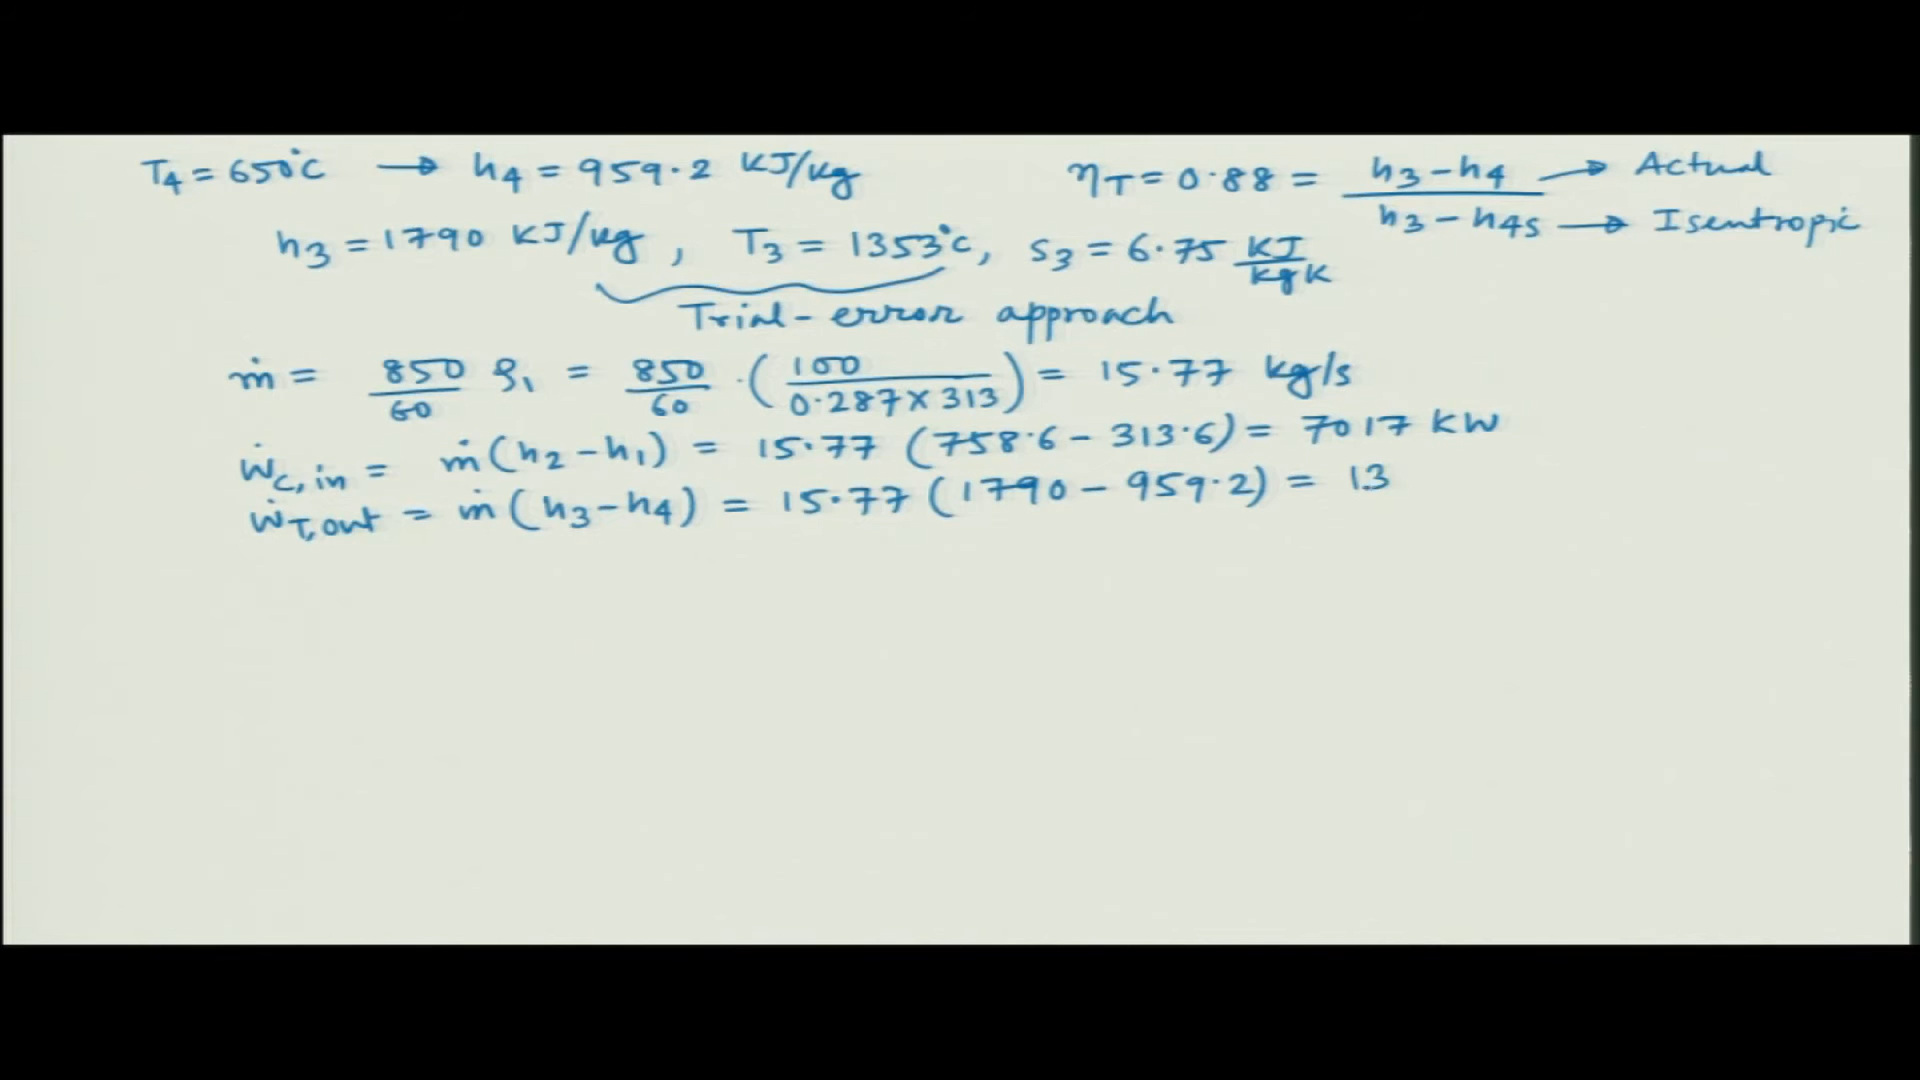 T4 = 650°C → h4 = 959.2 KJ/kg ηT = 0.88 = (h3 - h4)/(h3 - h4s) → Actual → Isentropic
h3 = 1790 KJ/kg , T3 = 1353°C, s3 = 6.75 KJ/kgK
Trial-error approach
ṁ = 850/60 ρ1 = 850/60 · (100/(0.287×313)) = 15.77 kg/s
ẆC, in = ṁ(h2 - h1) = 15.77 (758.6 - 313.6) = 7017 KW
ẆT, out = ṁ(h3 - h4) = 15.77 (1790 - 959.2) = 13